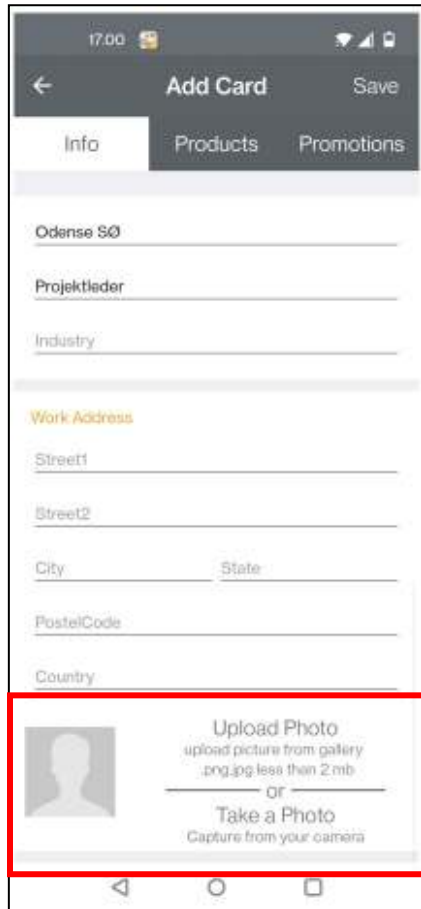 17.00
Add Card Save
Info Products Promotions
Odense SØ
Projektleder
Industry
Work Address
Street1
Street2
City State
PostelCode
Country
Upload Photo
upload picture from gallery
.png.jpg less than 2 mb
or
Take a Photo
Capture from your camera